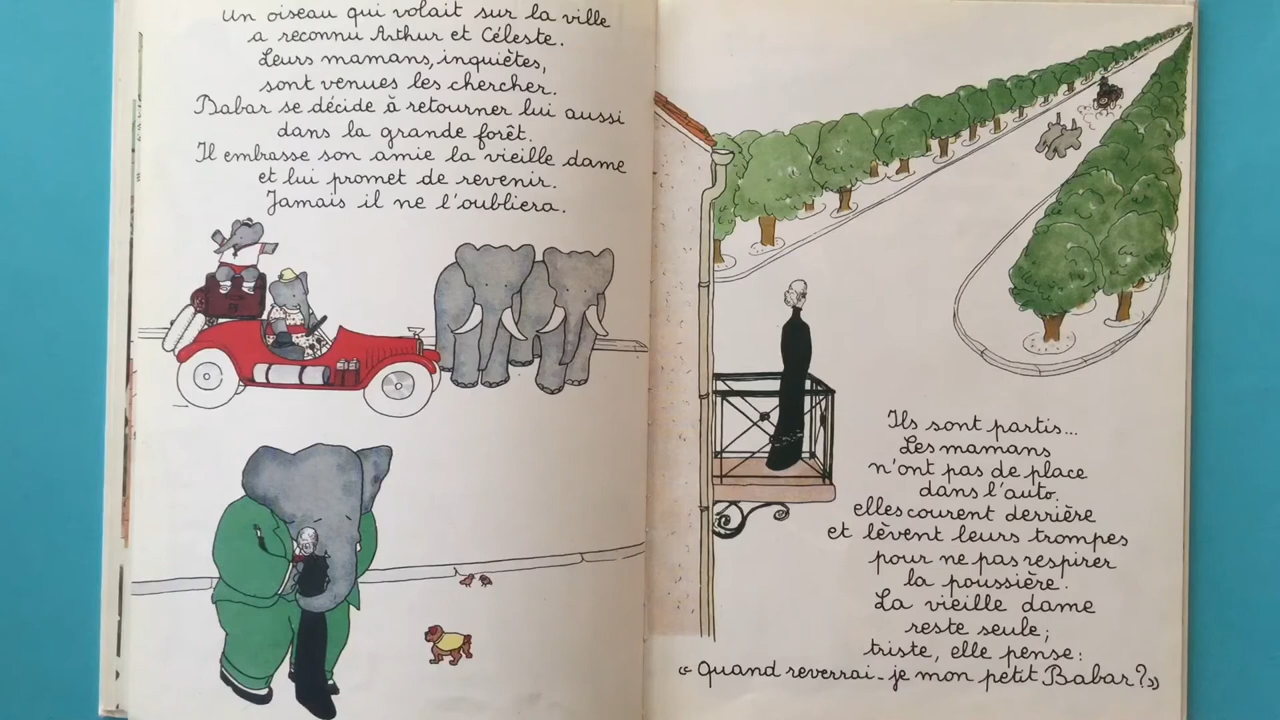 Un oiseau qui volait sur la ville
a reconnu Arthur et Céleste.
Leurs mamans, inquiètes,
sont venues les chercher.
Babar se décide à retourner lui aussi
dans la grande forêt.
Il embrasse son amie la vieille dame
et lui promet de revenir.
Jamais il ne l'oubliera.
Ils sont partis...
Les mamans
n'ont pas de place
dans l'auto.
elles courent derrière
et lèvent leurs trompes
pour ne pas respirer
la poussière.
La vieille dame
reste seule;
triste, elle pense:
« Quand reverrai-je mon petit Babar?»